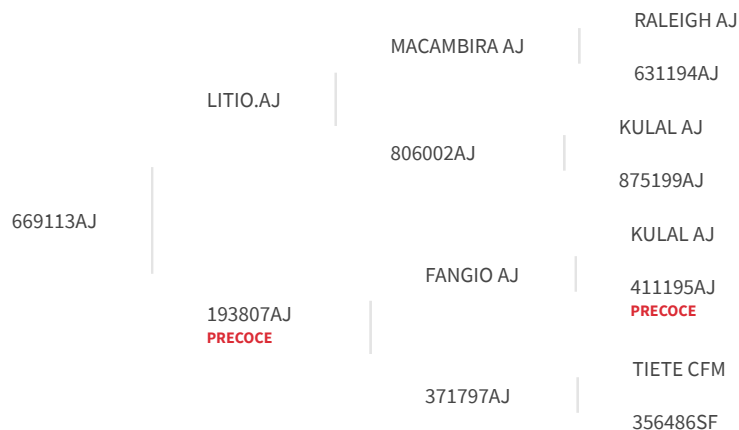 RALEIGH AJ
MACAMBIRA AJ
631194AJ
LITIO.AJ
KULAL AJ
806002AJ
875199AJ
669113AJ
KULAL AJ
FANGIO AJ
411195AJ
PRECOCE
193807AJ
PRECOCE
TIETE CFM
371797AJ
356486SF